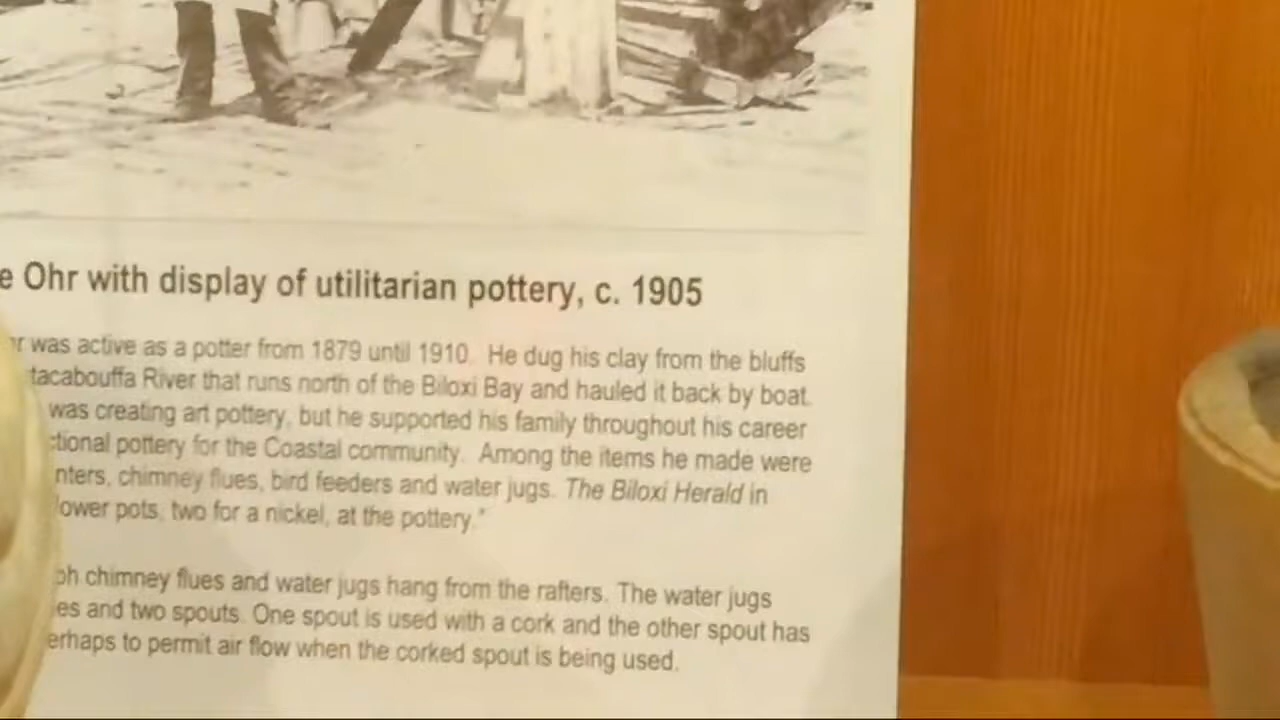 e Ohr with display of utilitarian pottery, c. 1905
r was active as a potter from 1879 until 1910. He dug his clay from the bluffs
tacabouffa River that runs north of the Biloxi Bay and hauled it back by boat.
was creating art pottery, but he supported his family throughout his career
ctional pottery for the Coastal community. Among the items he made were
nters, chimney flues, bird feeders and water jugs. The Biloxi Herald in
lower pots, two for a nickel, at the pottery."
ph chimney flues and water jugs hang from the rafters. The water jugs
es and two spouts. One spout is used with a cork and the other spout has
erhaps to permit air flow when the corked spout is being used.